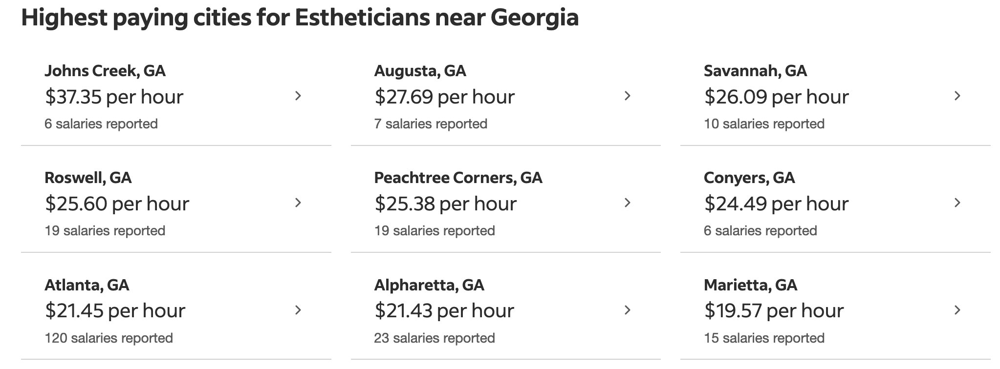 Highest paying cities for Estheticians near Georgia
Johns Creek, GA
$37.35 per hour
6 salaries reported
Augusta, GA
$27.69 per hour
7 salaries reported
Savannah, GA
$26.09 per hour
10 salaries reported
Roswell, GA
$25.60 per hour
19 salaries reported
Peachtree Corners, GA
$25.38 per hour
19 salaries reported
Conyers, GA
$24.49 per hour
6 salaries reported
Atlanta, GA
$21.45 per hour
120 salaries reported
Alpharetta, GA
$21.43 per hour
23 salaries reported
Marietta, GA
$19.57 per hour
15 salaries reported